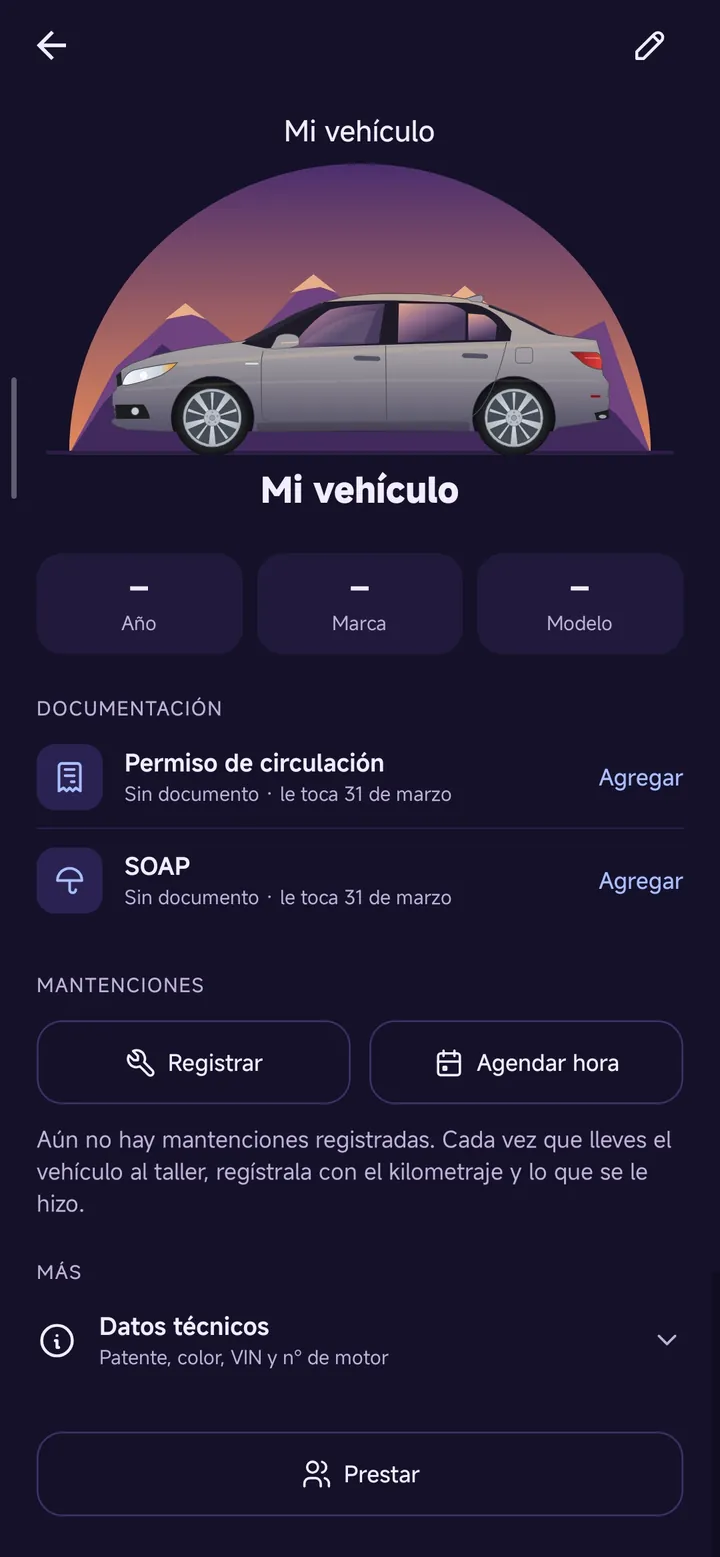 Mi vehículo
Mi vehículo
– – –
Año Marca Modelo
DOCUMENTACIÓN
Permiso de circulación
Sin documento · le toca 31 de marzo
Agregar
SOAP
Sin documento · le toca 31 de marzo
Agregar
MANTENCIONES
Registrar Agendar hora
Aún no hay mantenciones registradas. Cada vez que lleves el
vehículo al taller, regístrala con el kilometraje y lo que se le
hizo.
MÁS
Datos técnicos
Patente, color, VIN y n° de motor
Prestar